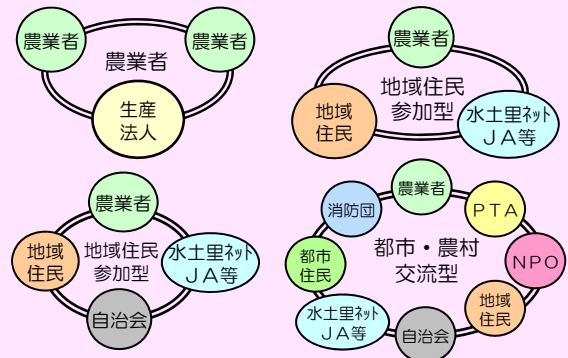 農業者
農業者
農業者
生産
法人
農業者
地域住民
参加型
地域
住民
水土里ネット
ＪＡ等
農業者
地域
住民
地域住民
参加型
水土里ネット
ＪＡ等
自治会
農業者
消防団
ＰＴＡ
都市
住民
都市・農村
交流型
ＮＰＯ
水土里ネット
ＪＡ等
自治会
地域
住民